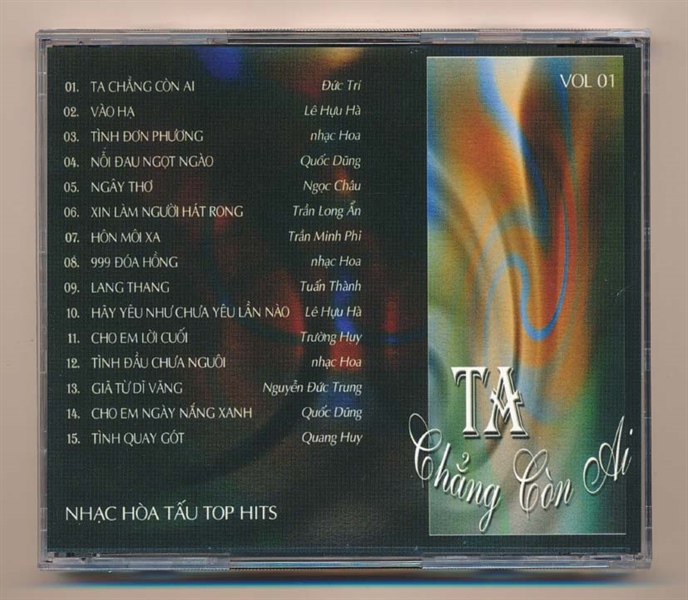 01. TA CHẲNG CÒN AI Đức Trí
02. VÀO HẠ Lê Hựu Hà
03. TÌNH ĐƠN PHƯƠNG nhạc Hoa
04. NỖI ĐAU NGỌT NGÀO Quốc Dũng
05. NGÂY THƠ Ngọc Châu
06. XIN LÀM NGƯỜI HÁT RONG Trần Long Ẩn
07. HÔN MÔI XA Trần Minh Phi
08. 999 ĐÓA HỒNG nhạc Hoa
09. LANG THANG Tuấn Thành
10. HÃY YÊU NHƯ CHƯA YÊU LẦN NÀO Lê Hựu Hà
11. CHO EM LỜI CUỐI Trường Huy
12. TÌNH ĐẦU CHƯA NGUÔI nhạc Hoa
13. GIÃ TỪ DĨ VÃNG Nguyễn Đức Trung
14. CHO EM NGÀY NẮNG XANH Quốc Dũng
15. TÌNH QUAY GÓT Quang Huy
NHẠC HÒA TẤU TOP HITS
VOL 01
TA
Chẳng Còn Ai